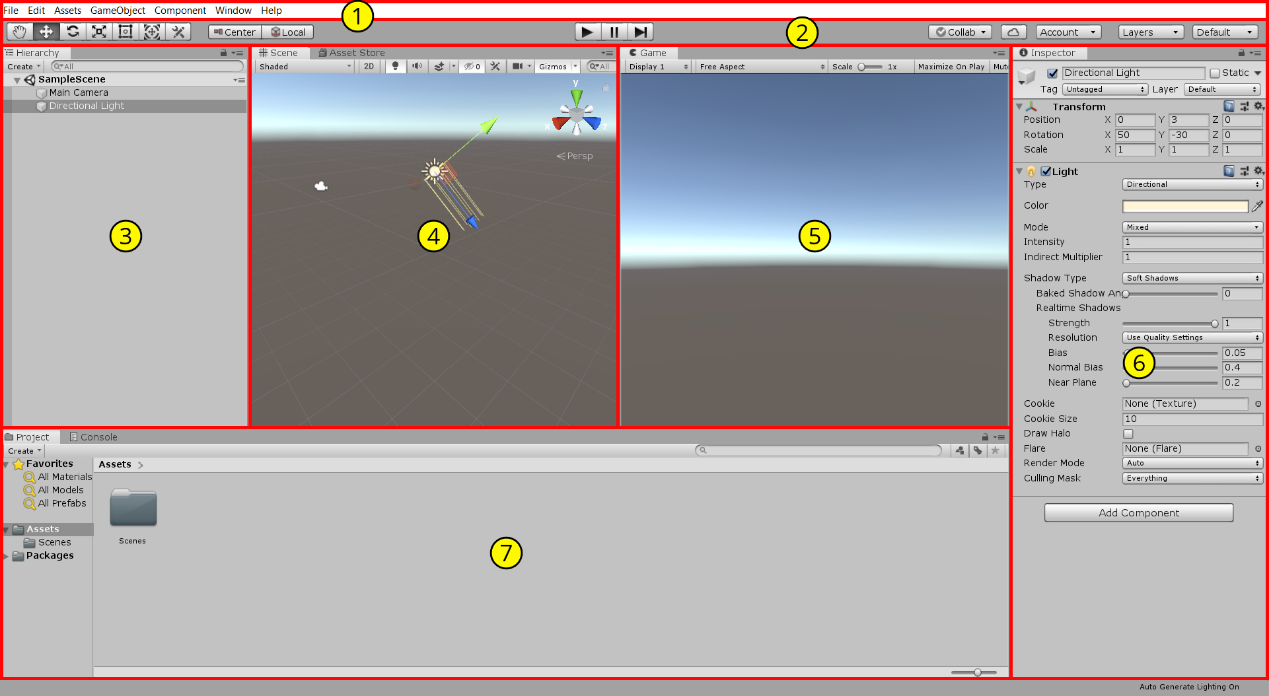 File Edit Assets GameObject Component Window Help
1
Center Local
2
Collab Account Layers Default
Hierarchy
Create All
SampleScene
Main Camera
Directional Light
3
Scene Asset Store
Shaded 2D 0 Gizmos All
y
x z
Persp
4
Game
Display 1 Free Aspect Scale 1x Maximize On Play Mut
5
Inspector
Directional Light Static
Tag Untagged Layer Default
Transform
Position X 0 Y 3 Z 0
Rotation X 50 Y -30 Z 0
Scale X 1 Y 1 Z 1
Light
Type Directional
Color
Mode Mixed
Intensity 1
Indirect Multiplier 1
Shadow Type Soft Shadows
Baked Shadow An 0
Realtime Shadows
Strength 1
Resolution Use Quality Settings
Bias 0.05
6
Normal Bias 0.4
Near Plane 0.2
Cookie None (Texture)
Cookie Size 10
Draw Halo
Flare None (Flare)
Render Mode Auto
Culling Mask Everything
Add Component
Project Console
Create
Favorites
All Materials
All Models
All Prefabs
Assets
Scenes
Packages
Assets
Scenes
7
Auto Generate Lighting On